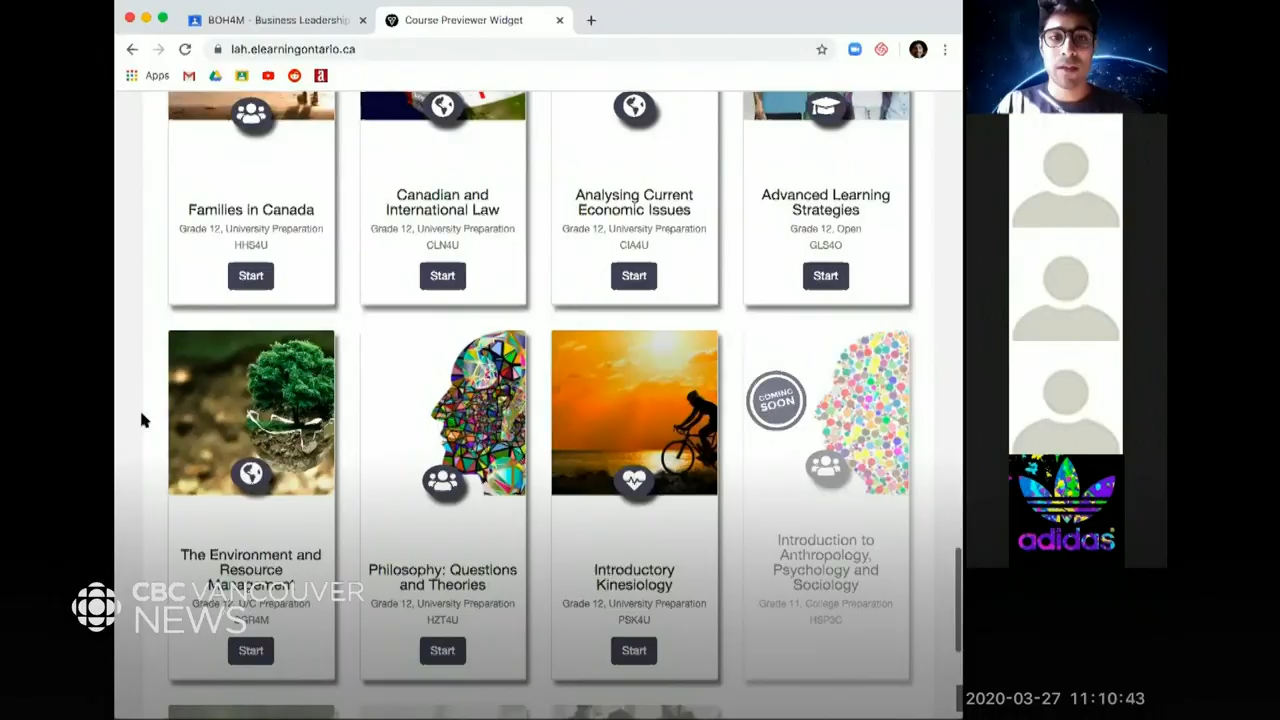 BOH4M - Business Leadership
Course Previewer Widget
lah.elearningontario.ca
Apps
Families in Canada
Grade 12, University Preparation
HHS4U
Start
Canadian and
International Law
Grade 12, University Preparation
CLN4U
Start
Analysing Current
Economic Issues
Grade 12, University Preparation
CIA4U
Start
Advanced Learning
Strategies
Grade 12, Open
GLS4O
Start
The Environment and
Resource
Management
Grade 12, U/C Preparation
Start
Philosophy: Questions
and Theories
Grade 12, University Preparation
HZT4U
Start
Introductory
Kinesiology
Grade 12, University Preparation
PSK4U
Start
COMING
SOON
Introduction to
Anthropology,
Psychology and
Sociology
Grade 11, College Preparation
HSP3C
CBC VANCOUVER
NEWS
adidas
2020-03-27 11:10:43